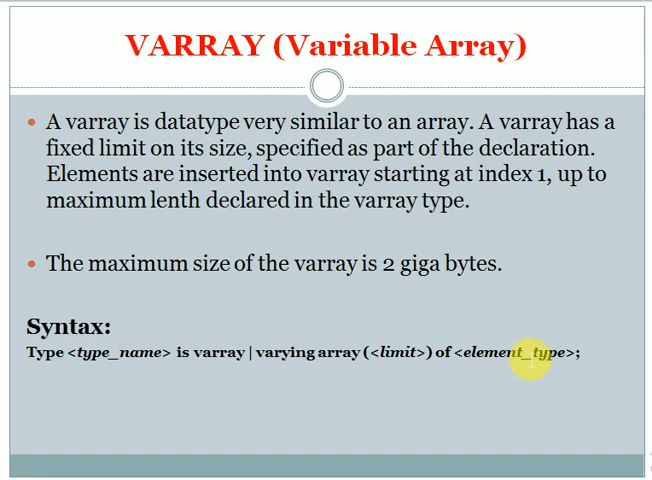 VARRAY (Variable Array)
A varray is datatype very similar to an array. A varray has a
fixed limit on its size, specified as part of the declaration.
Elements are inserted into varray starting at index 1, up to
maximum lenth declared in the varray type.
The maximum size of the varray is 2 giga bytes.
Syntax:
Type <type_name> is varray | varying array (<limit>) of <element_type>;